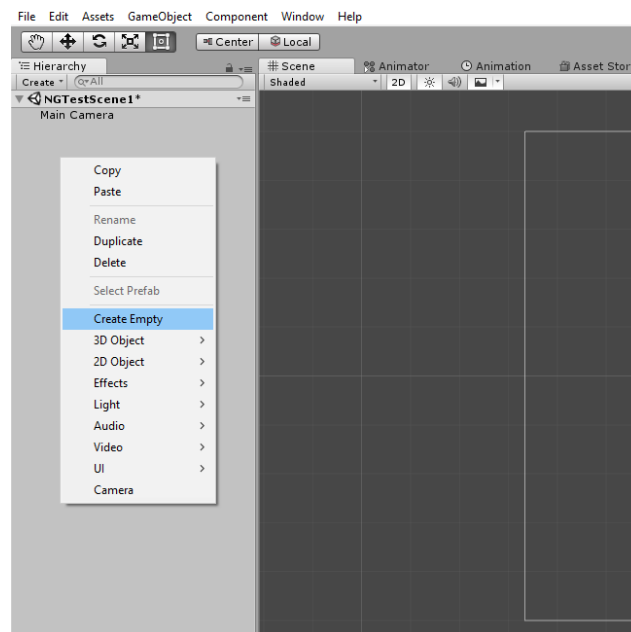 File Edit Assets GameObject Component Window Help
Center Local
Hierarchy # Scene Animator Animation Asset Stor
Create All Shaded 2D
NGTestScene1*
Main Camera
Copy
Paste
Rename
Duplicate
Delete
Select Prefab
Create Empty
3D Object
2D Object
Effects
Light
Audio
Video
UI
Camera